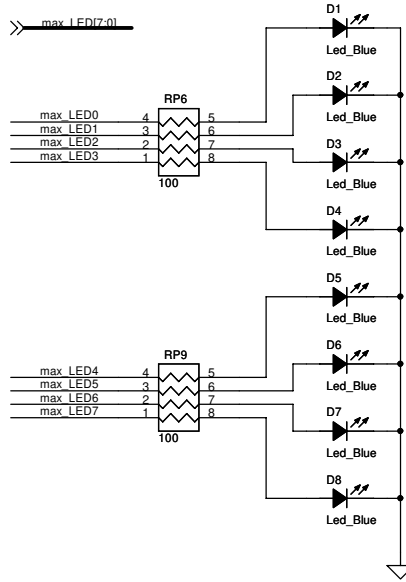 D1
max_LED[7:0]
Led_Blue
D2
RP6
Led_Blue
max_LED0 4 5
max_LED1 3 6
max_LED2 2 7
max_LED3 1 8
D3
100
Led_Blue
D4
Led_Blue
D5
Led_Blue
D6
RP9
Led_Blue
max_LED4 4 5
max_LED5 3 6
max_LED6 2 7
max_LED7 1 8
D7
100
Led_Blue
D8
Led_Blue